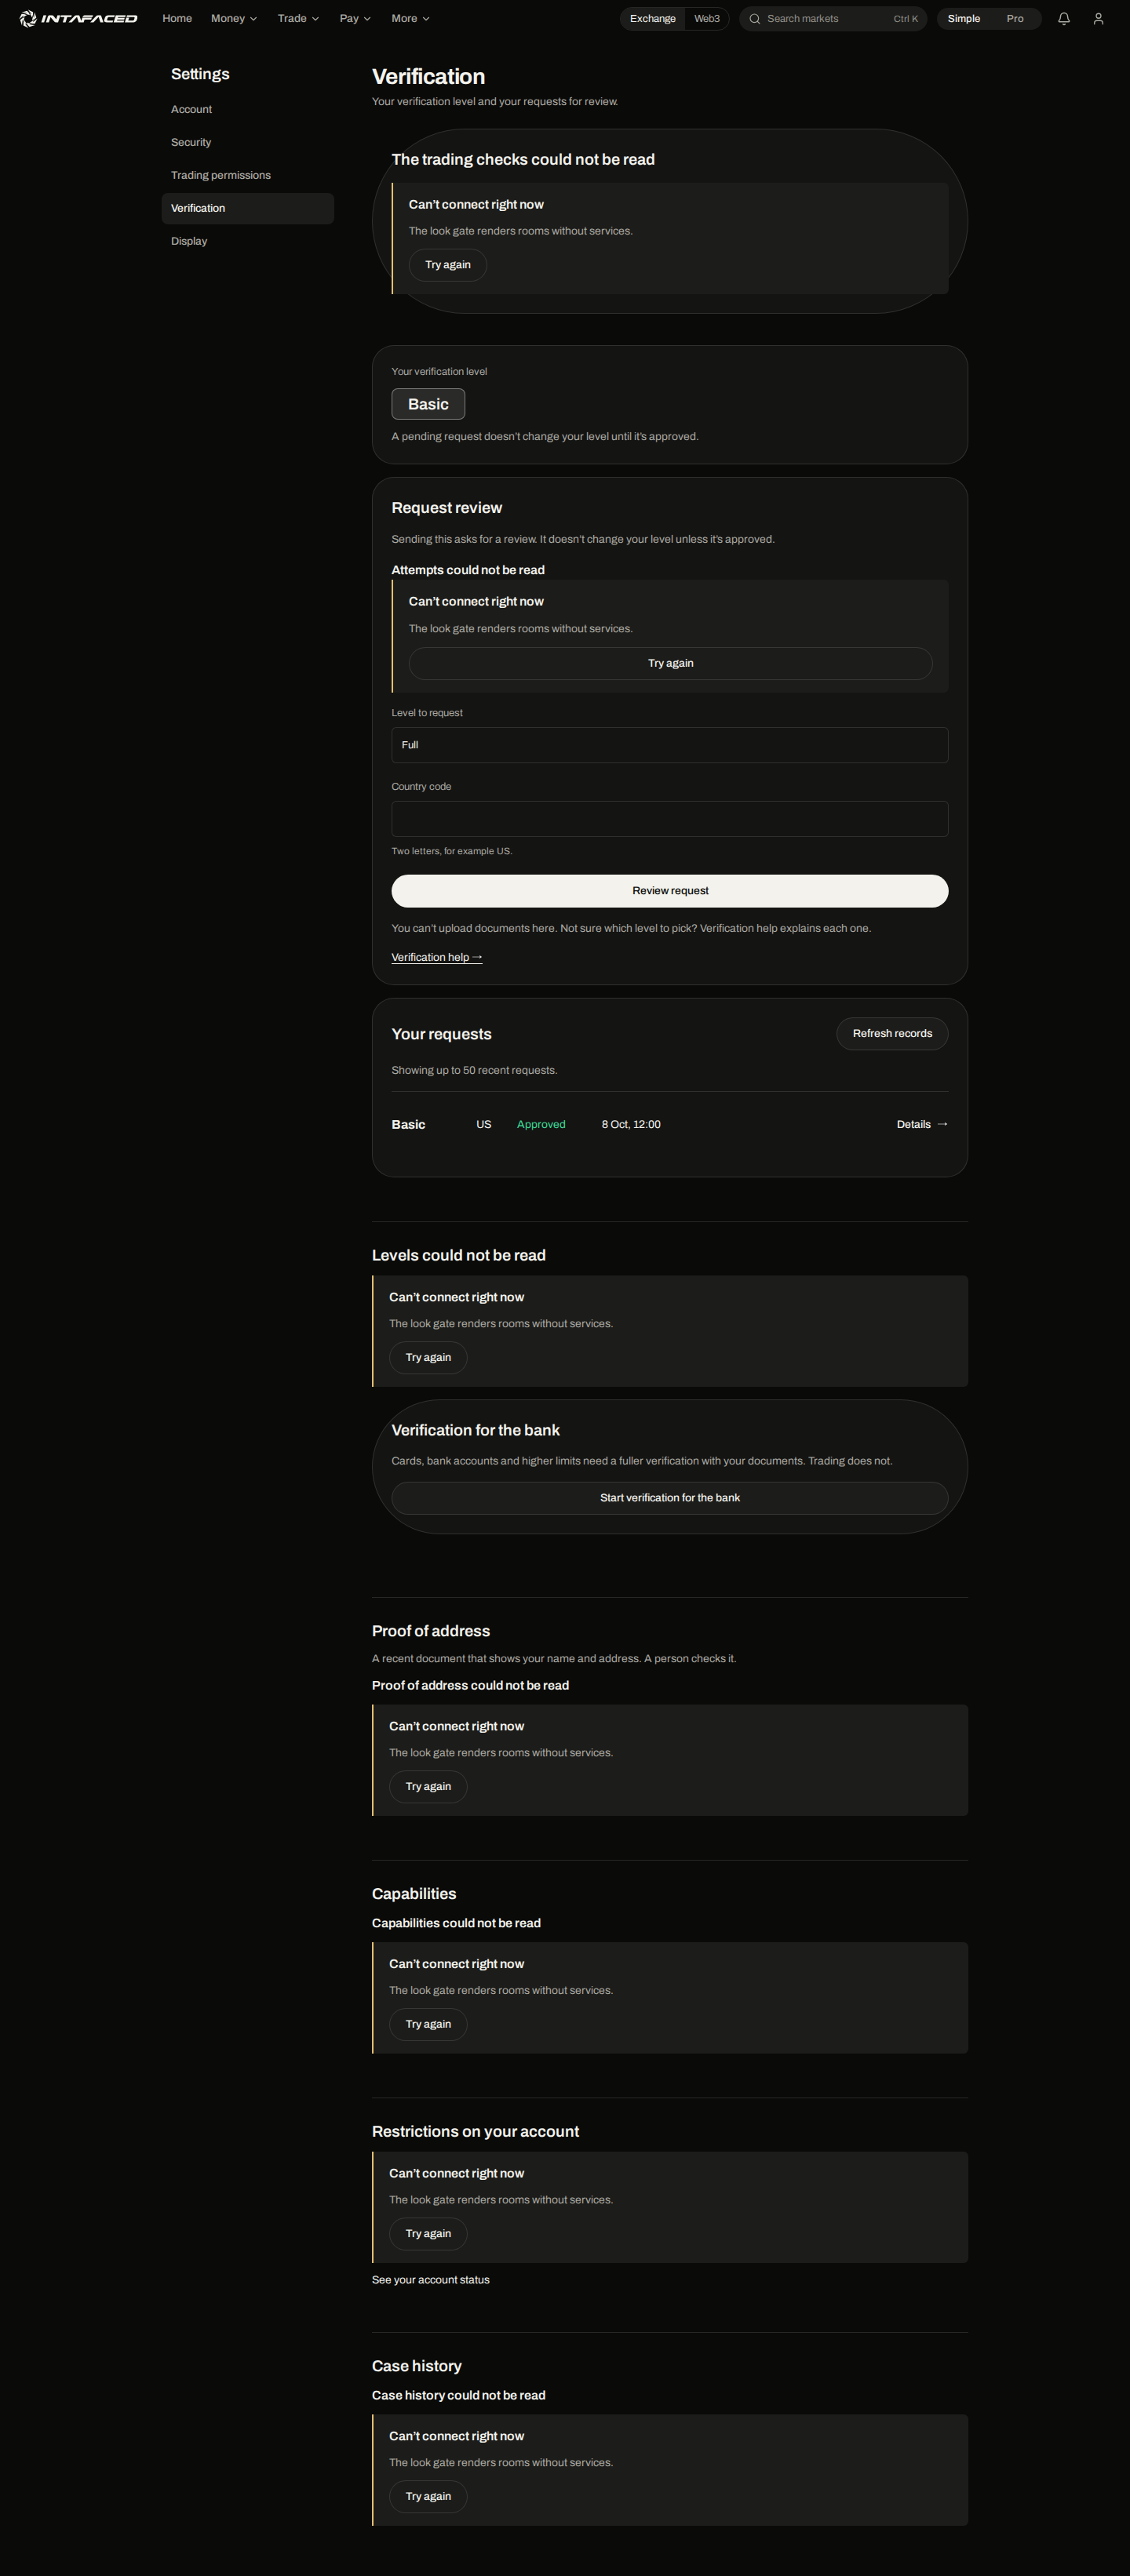 INTAFACED
Home
Money
Trade
Pay
More
Exchange
Web3
Search markets
Ctrl K
Simple
Pro
Settings
Account
Security
Trading permissions
Verification
Display
Verification
Your verification level and your requests for review.
The trading checks could not be read
Can’t connect right now
The look gate renders rooms without services.
Try again
Your verification level
Basic
A pending request doesn’t change your level until it’s approved.
Request review
Sending this asks for a review. It doesn’t change your level unless it’s approved.
Attempts could not be read
Can’t connect right now
The look gate renders rooms without services.
Try again
Level to request
Full
Country code
Two letters, for example US.
Review request
You can’t upload documents here. Not sure which level to pick? Verification help explains each one.
Verification help →
Your requests
Refresh records
Showing up to 50 recent requests.
Basic US Approved 8 Oct, 12:00 Details →
Levels could not be read
Can’t connect right now
The look gate renders rooms without services.
Try again
Verification for the bank
Cards, bank accounts and higher limits need a fuller verification with your documents. Trading does not.
Start verification for the bank
Proof of address
A recent document that shows your name and address. A person checks it.
Proof of address could not be read
Can’t connect right now
The look gate renders rooms without services.
Try again
Capabilities
Capabilities could not be read
Can’t connect right now
The look gate renders rooms without services.
Try again
Restrictions on your account
Can’t connect right now
The look gate renders rooms without services.
Try again
See your account status
Case history
Case history could not be read
Can’t connect right now
The look gate renders rooms without services.
Try again